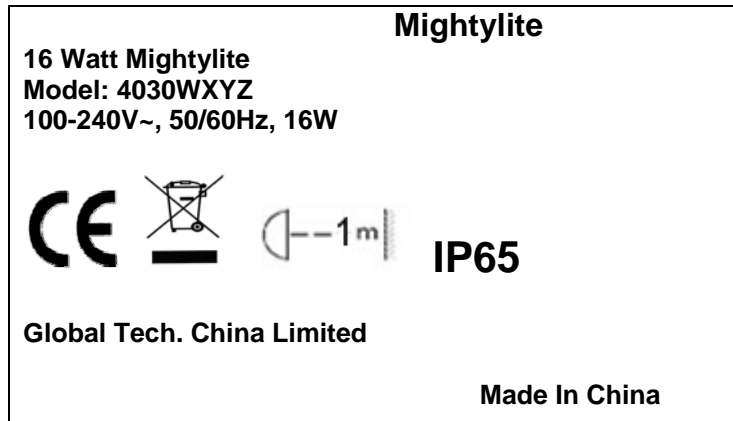 Mightylite
16 Watt Mightylite
Model: 4030WXYZ
100-240V~, 50/60Hz, 16W
CE
1m
IP65
Global Tech. China Limited
Made In China